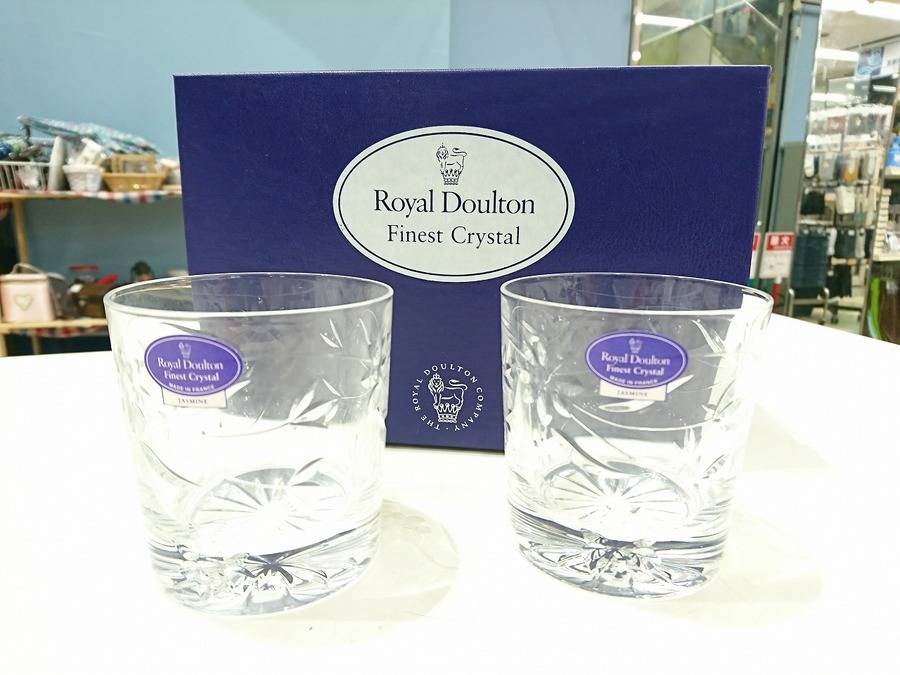 Royal Doulton
Finest Crystal
THE ROYAL DOULTON COMPANY
Royal Doulton
Finest Crystal
MADE IN FRANCE
JASMINE
Royal Doulton
Finest Crystal
MADE IN FRANCE
JASMINE